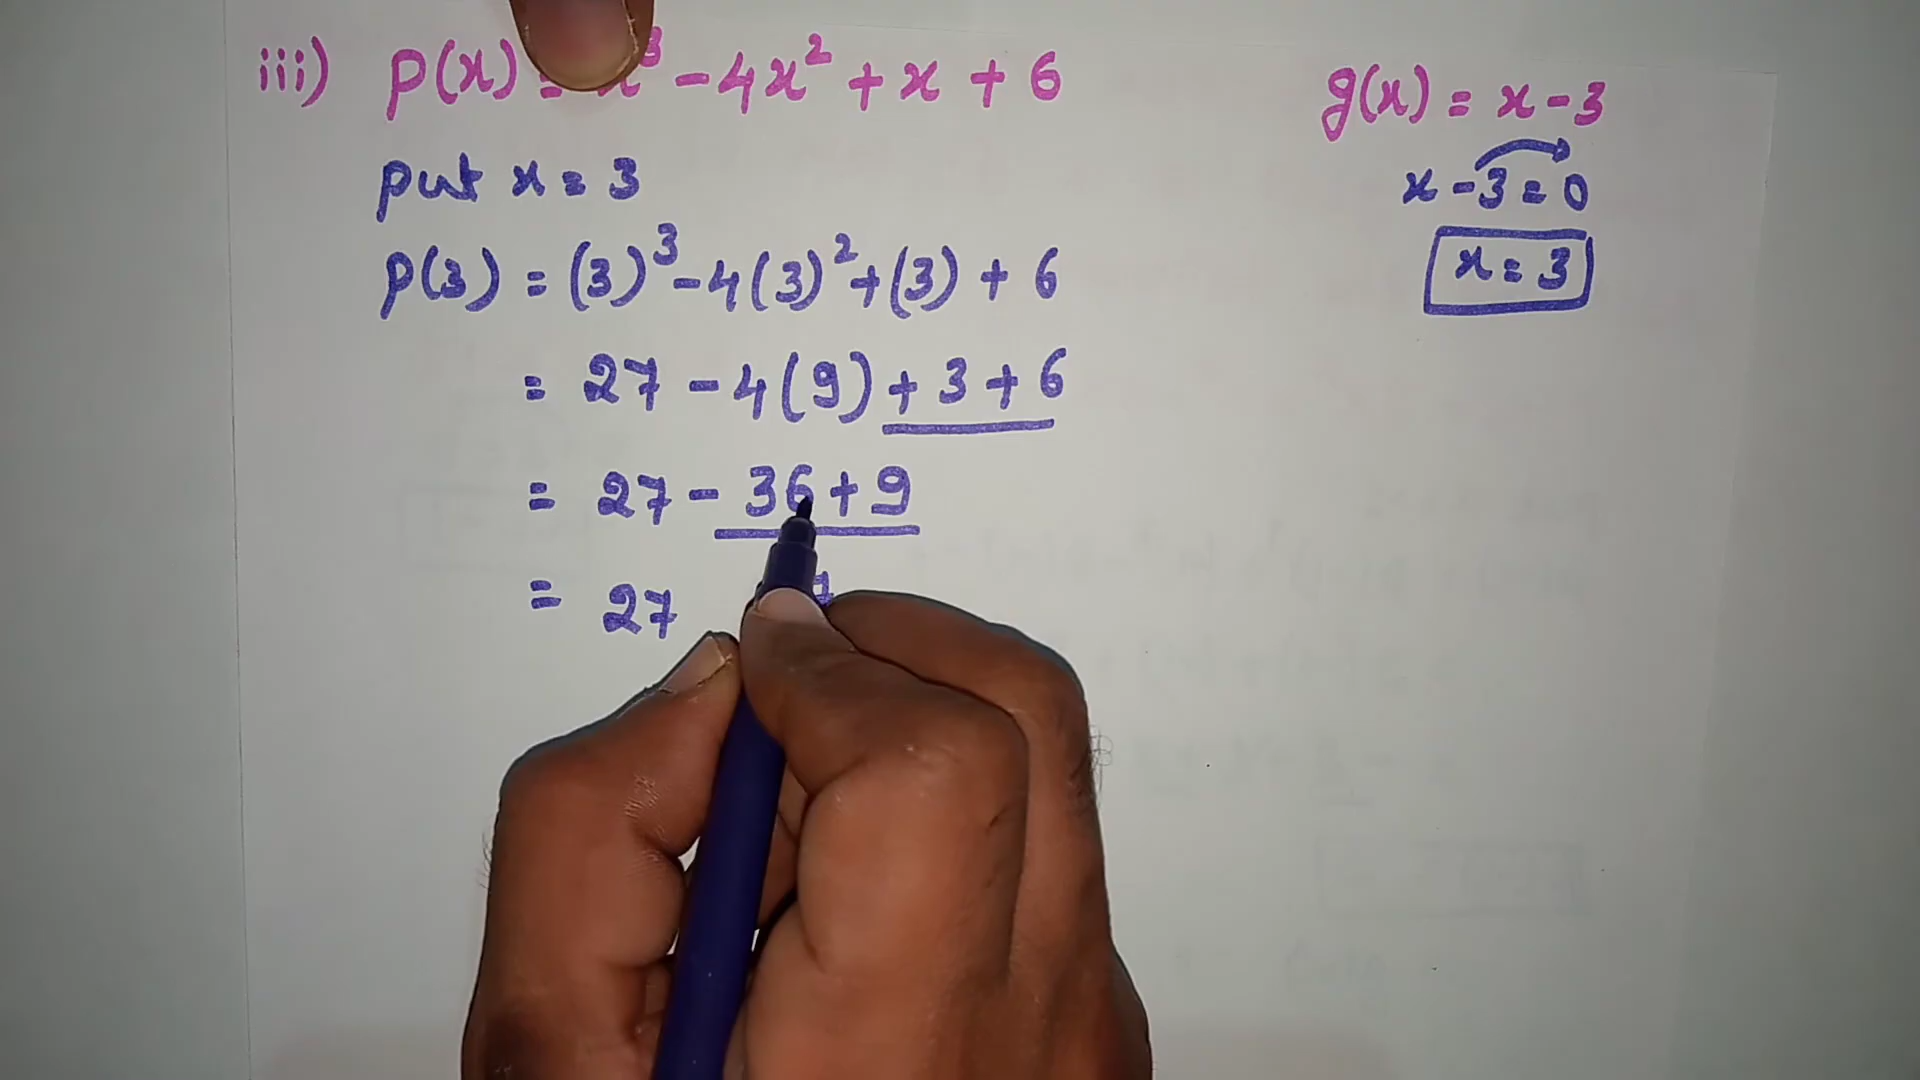 iii) p(x) = x³ - 4x² + x + 6
g(x) = x - 3
put x = 3
x - 3 = 0
p(3) = (3)³ - 4(3)² + (3) + 6
x = 3
= 27 - 4(9) + 3 + 6
= 27 - 36 + 9
= 27